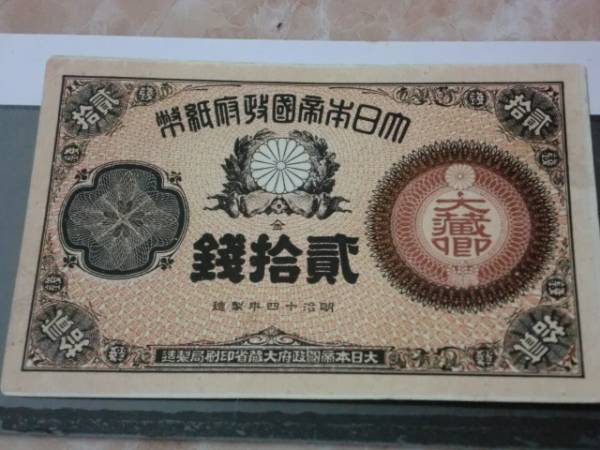 貳拾
貳拾
大日本帝國政府紙幣
金
貳拾錢
大藏卿
明治十四年製造
貳拾
貳拾
大日本帝國政府大藏省印刷局製造